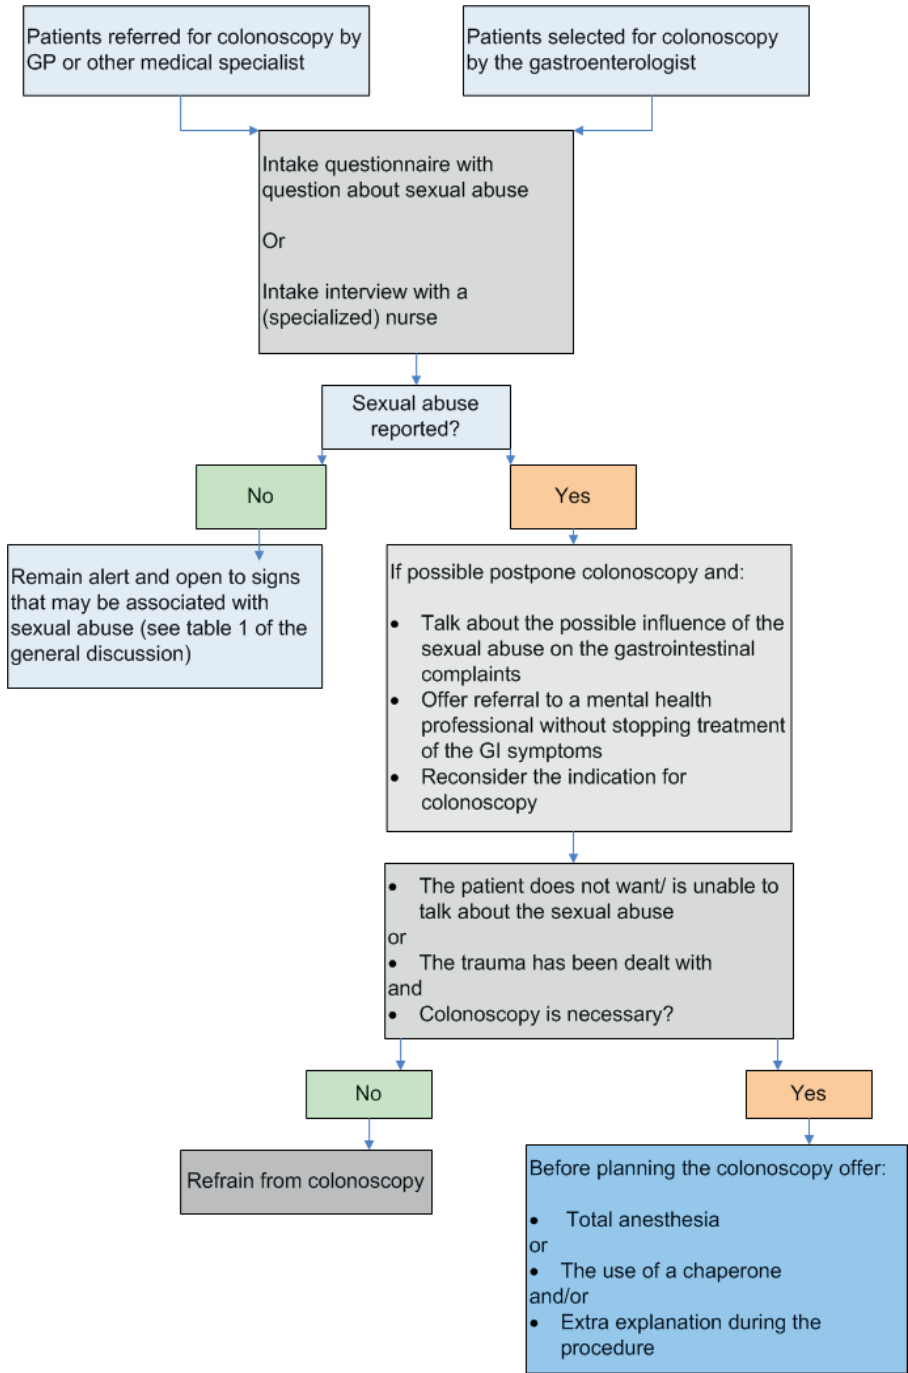 Patients referred for colonoscopy by
GP or other medical specialist
Patients selected for colonoscopy
by the gastroenterologist
Intake questionnaire with
question about sexual abuse
Or
Intake interview with a
(specialized) nurse
Sexual abuse
reported?
No
Yes
Remain alert and open to signs
that may be associated with
sexual abuse (see table 1 of the
general discussion)
If possible postpone colonoscopy and:
• Talk about the possible influence of the
sexual abuse on the gastrointestinal
complaints
• Offer referral to a mental health
professional without stopping treatment
of the GI symptoms
• Reconsider the indication for
colonoscopy
• The patient does not want/ is unable to
talk about the sexual abuse
or
• The trauma has been dealt with
and
• Colonoscopy is necessary?
No
Yes
Refrain from colonoscopy
Before planning the colonoscopy offer:
• Total anesthesia
or
• The use of a chaperone
and/or
• Extra explanation during the
procedure